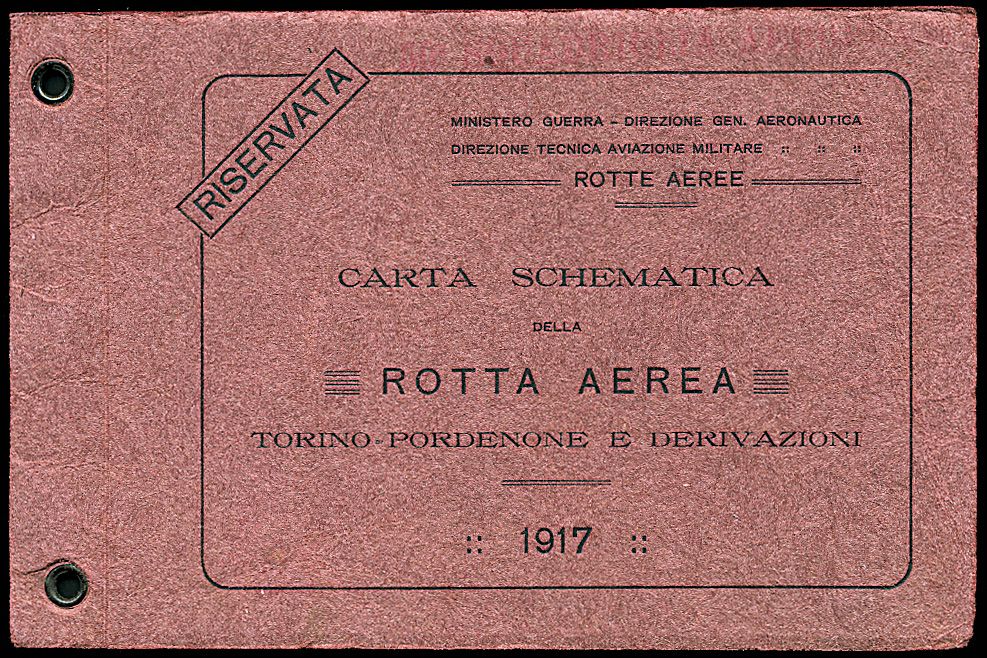 RISERVATA
MINISTERO GUERRA – DIREZIONE GEN. AERONAUTICA
DIREZIONE TECNICA AVIAZIONE MILITARE :: :: ::
ROTTE AEREE
CARTA SCHEMATICA
DELLA
ROTTA AEREA
TORINO-PORDENONE E DERIVAZIONI
:: 1917 ::